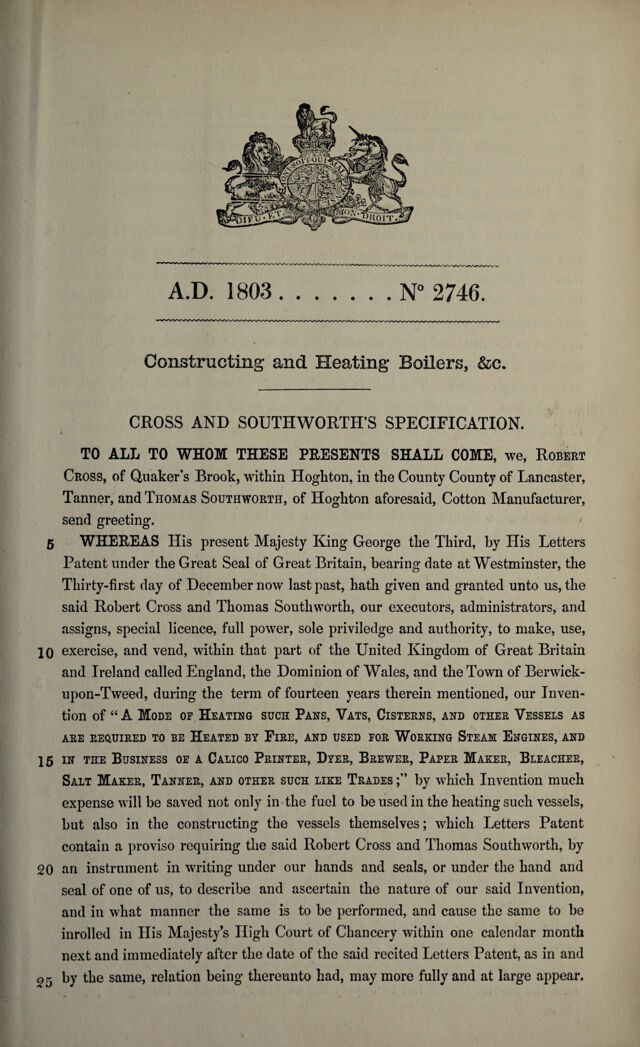 HONI SOIT QUI MAL
DIEU · ET · MON · DROIT ·
A.D. 1803 . . . . . . . Nº 2746.
Constructing and Heating Boilers, &c.
CROSS AND SOUTHWORTH'S SPECIFICATION.
TO ALL TO WHOM THESE PRESENTS SHALL COME, we, ROBERT
CROSS, of Quaker's Brook, within Hoghton, in the County County of Lancaster,
Tanner, and THOMAS SOUTHWORTH, of Hoghton aforesaid, Cotton Manufacturer,
send greeting.
5 WHEREAS His present Majesty King George the Third, by His Letters
Patent under the Great Seal of Great Britain, bearing date at Westminster, the
Thirty-first day of December now last past, hath given and granted unto us, the
said Robert Cross and Thomas Southworth, our executors, administrators, and
assigns, special licence, full power, sole priviledge and authority, to make, use,
10 exercise, and vend, within that part of the United Kingdom of Great Britain
and Ireland called England, the Dominion of Wales, and the Town of Berwick-
upon-Tweed, during the term of fourteen years therein mentioned, our Inven-
tion of "A MODE OF HEATING SUCH PANS, VATS, CISTERNS, AND OTHER VESSELS AS
ARE REQUIRED TO BE HEATED BY FIRE, AND USED FOR WORKING STEAM ENGINES, AND
15 IN THE BUSINESS OF A CALICO PRINTER, DYER, BREWER, PAPER MAKER, BLEACHER,
SALT MAKER, TANNER, AND OTHER SUCH LIKE TRADES;" by which Invention much
expense will be saved not only in the fuel to be used in the heating such vessels,
but also in the constructing the vessels themselves; which Letters Patent
contain a proviso requiring the said Robert Cross and Thomas Southworth, by
20 an instrument in writing under our hands and seals, or under the hand and
seal of one of us, to describe and ascertain the nature of our said Invention,
and in what manner the same is to be performed, and cause the same to be
inrolled in His Majesty's High Court of Chancery within one calendar month
next and immediately after the date of the said recited Letters Patent, as in and
25 by the same, relation being thereunto had, may more fully and at large appear.